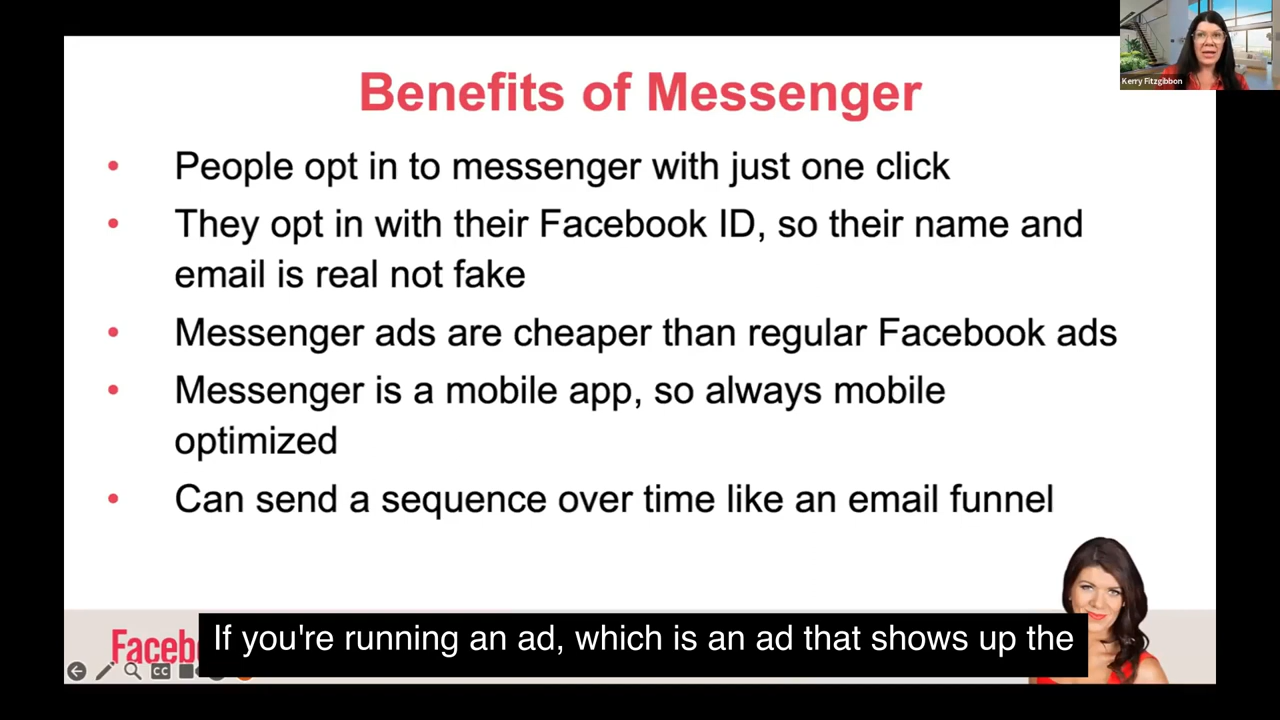 Benefits of Messenger
Kerry Fitzgibbon
People opt in to messenger with just one click
They opt in with their Facebook ID, so their name and
email is real not fake
Messenger ads are cheaper than regular Facebook ads
Messenger is a mobile app, so always mobile
optimized
Can send a sequence over time like an email funnel
If you're running an ad, which is an ad that shows up the
CC